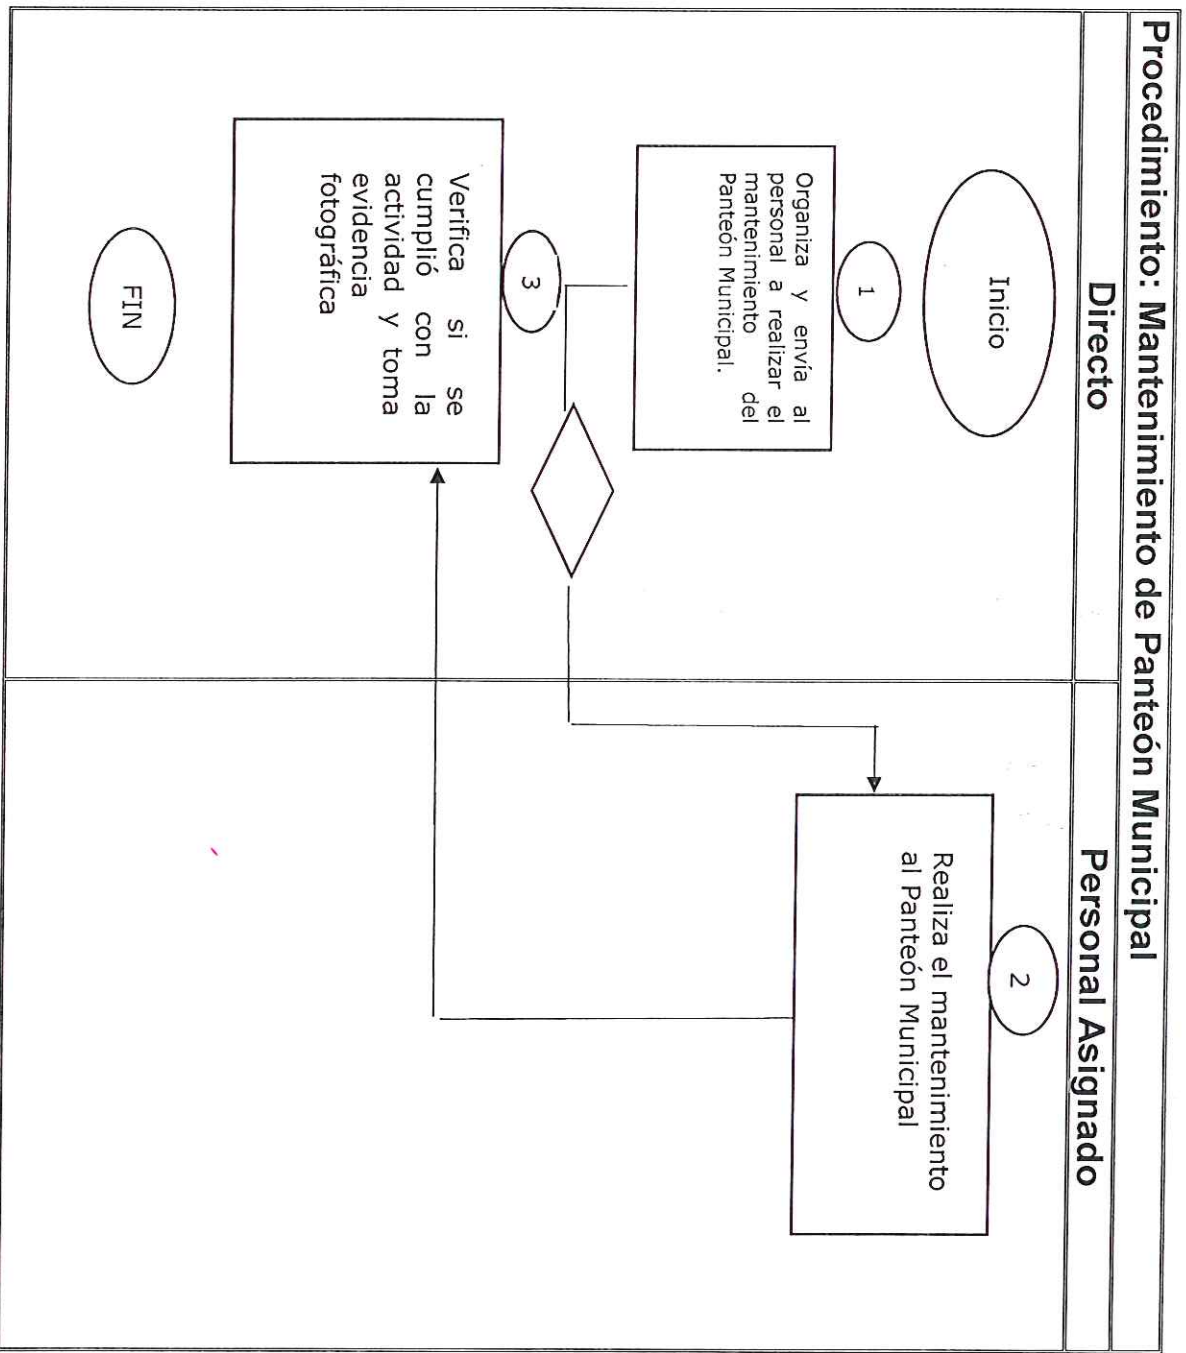 Procedimiento: Mantenimiento de Panteón Municipal
Directo
Personal Asignado
Inicio
1
Organiza y envía al
personal a realizar el
mantenimiento del
Panteón Municipal.
2
Realiza el mantenimiento
al Panteón Municipal
3
Verifica si se
cumplió con la
actividad y toma
evidencia
fotográfica
FIN